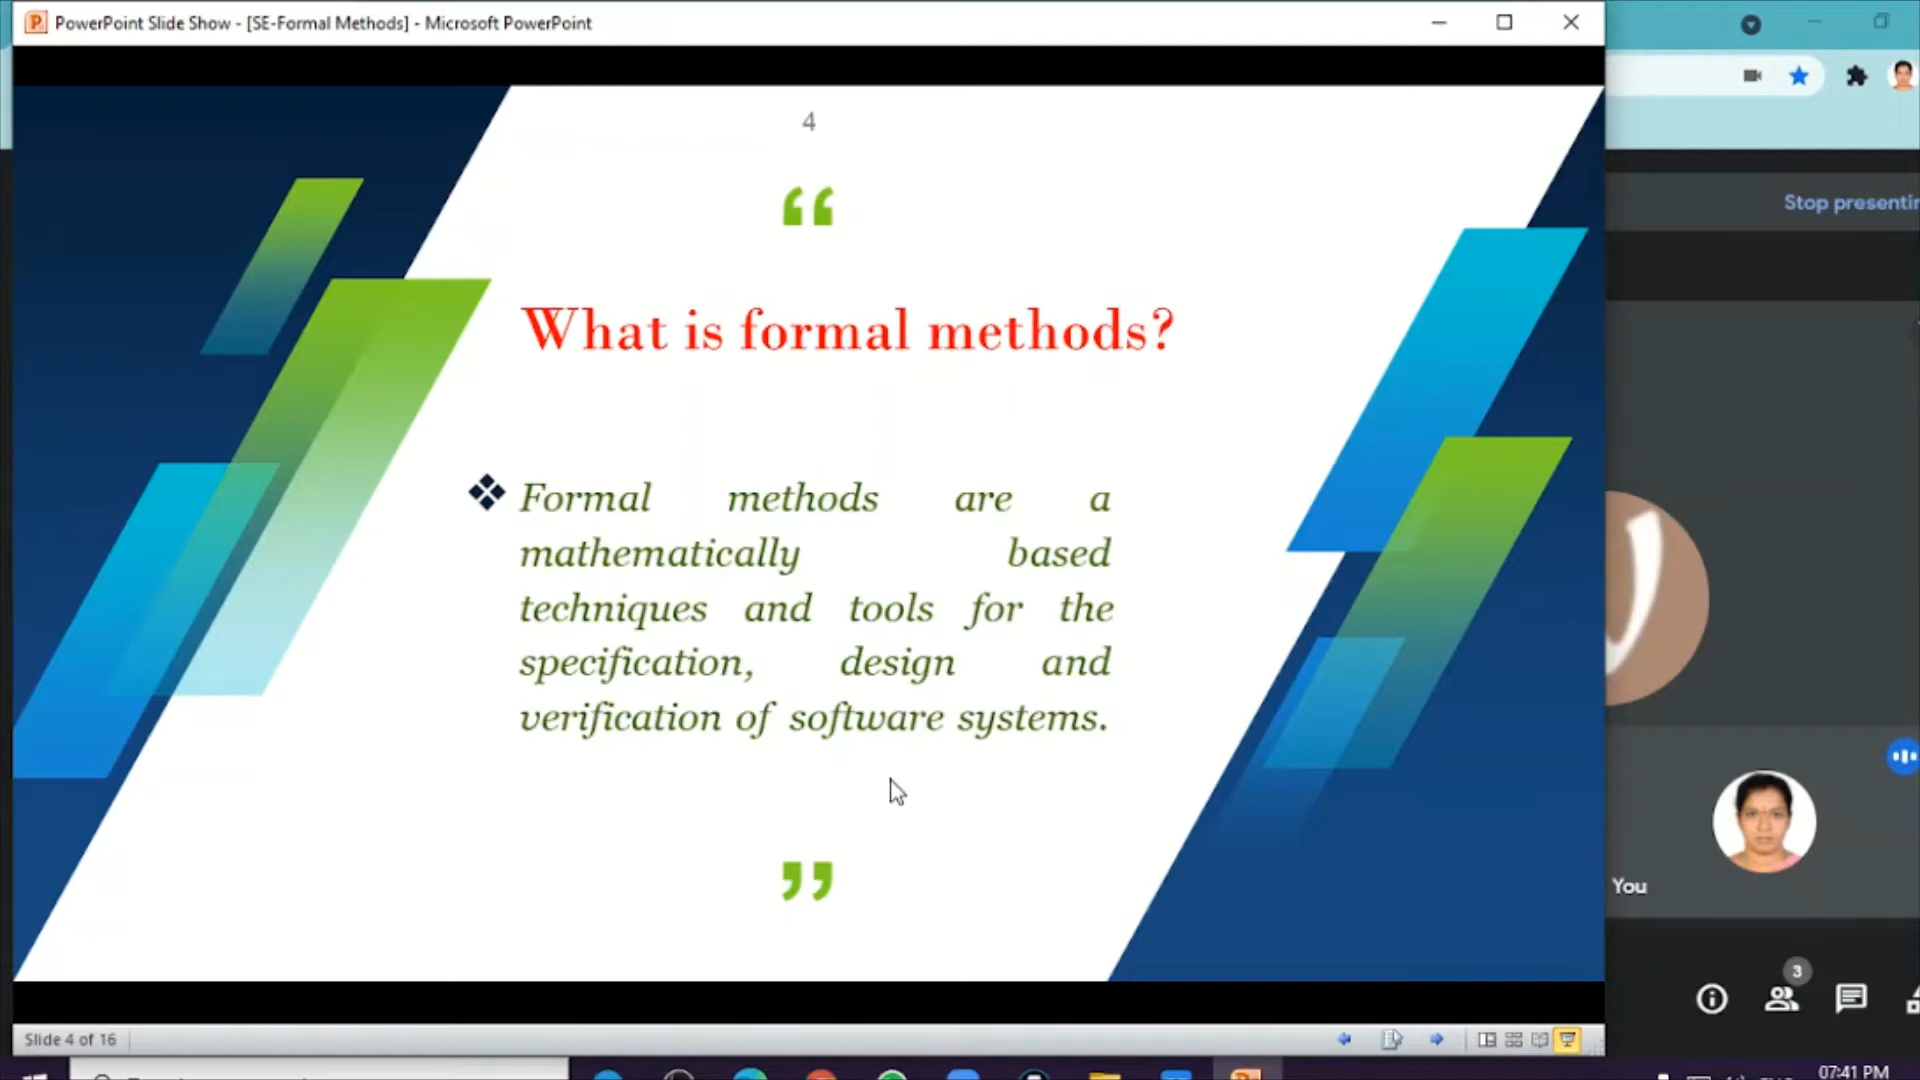 PowerPoint Slide Show - [SE-Formal Methods] - Microsoft PowerPoint
4
“
What is formal methods?
Formal methods are a
mathematically based
techniques and tools for the
specification, design and
verification of software systems.
”
Slide 4 of 16
Stop presentin
You
3
07:41 PM